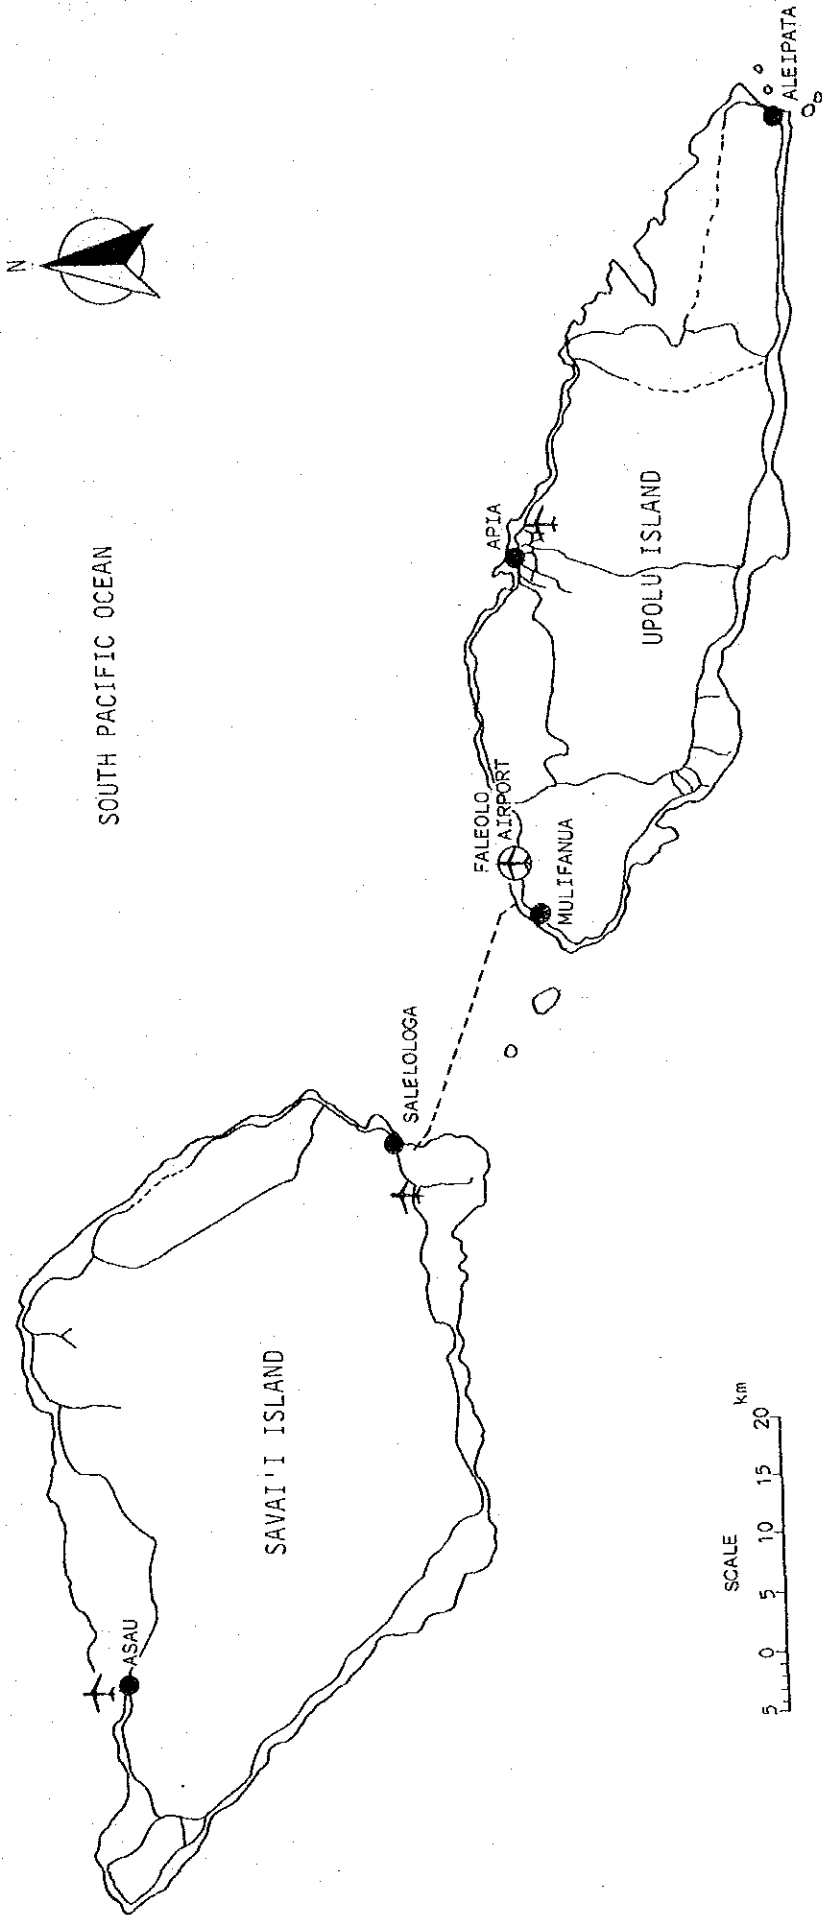 N
SOUTH PACIFIC OCEAN
ASAU
SAVAI'I ISLAND
SALELOLOGA
FALEOLO
AIRPORT
MULIFANUA
APIA
UPOLU ISLAND
ALEIPATA
SCALE
5 0 5 10 15 20 km